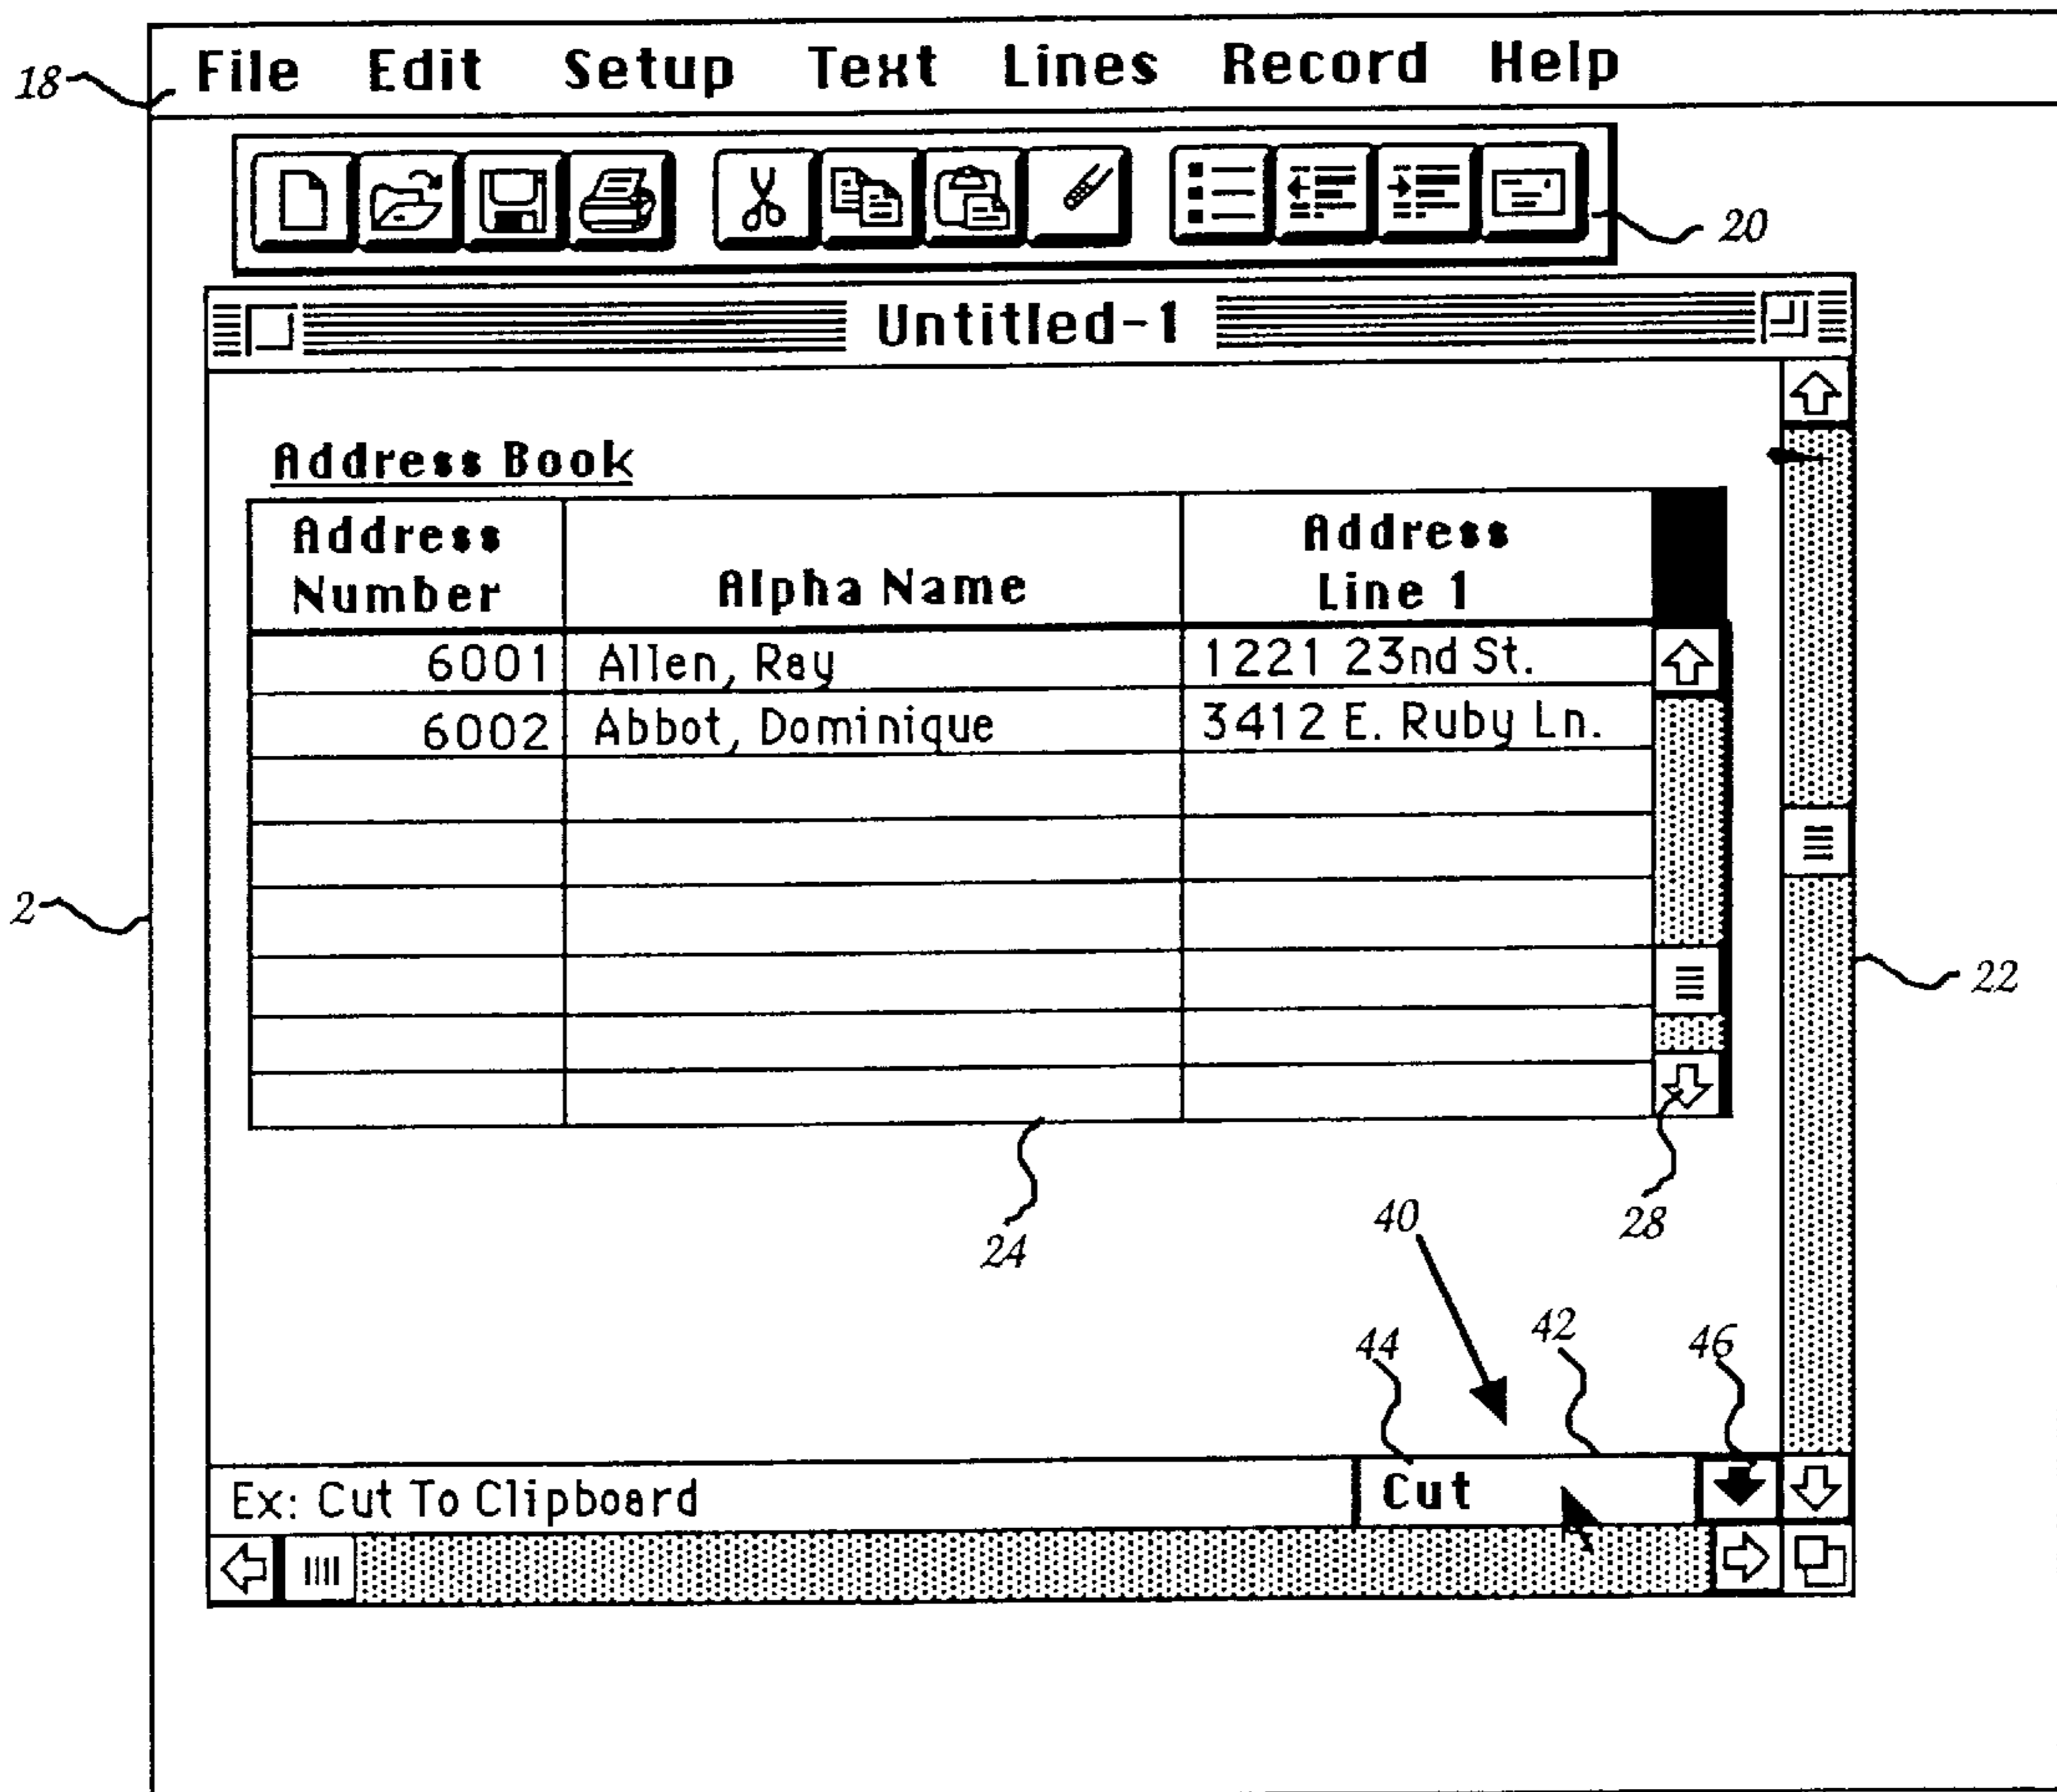 18 File Edit Setup Text Lines Record Help
20
Untitled-1
Address Book
Address Number Alpha Name Address Line 1
6001 Allen, Ray 1221 23nd St.
6002 Abbot, Dominique 3412 E. Ruby Ln.
2
22
24
28
40
44 42 46
Ex: Cut To Clipboard Cut